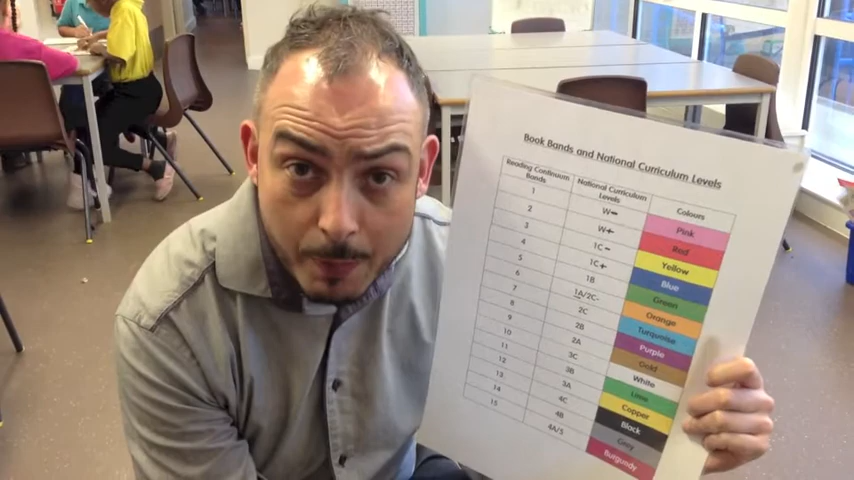 Book Bands and National Curriculum Levels
Reading Continuum Bands National Curriculum Levels Colours
1 W- Pink
2 W+ Red
3 1C- Yellow
4 1C+ Blue
5 1B Green
6 1A/2C- Orange
7 2C Turquoise
8 2B Purple
9 2A Gold
10 3C White
11 3B Lime
12 3A Copper
13 4C Black
14 4B Grey
15 4A/5 Burgundy